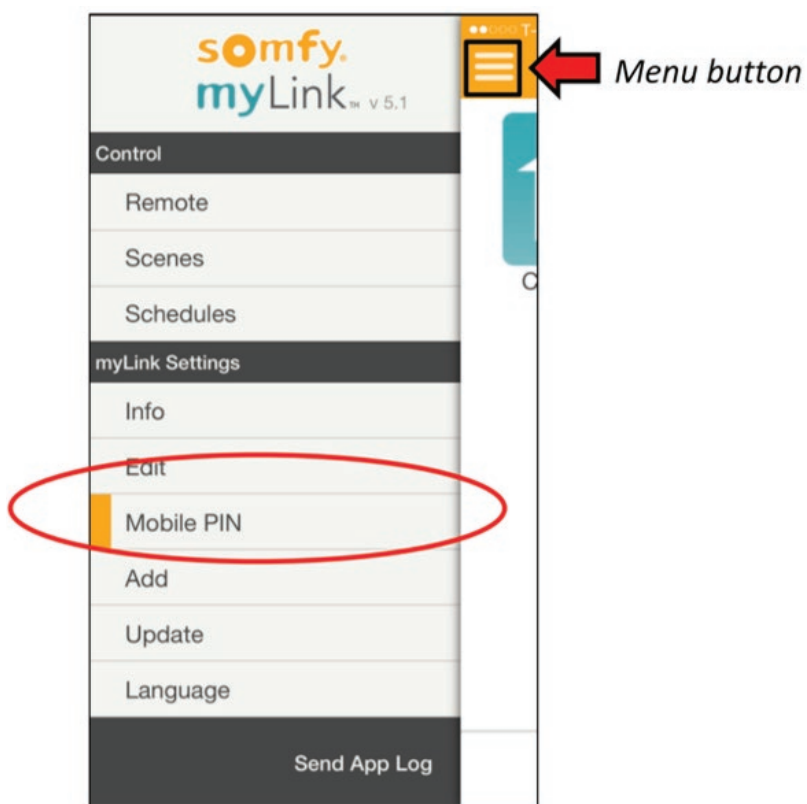 somfy.
T-
Menu button
myLink™ v 5.1
Control
Remote
Scenes
C
Schedules
myLink Settings
Info
Edit
Mobile PIN
Add
Update
Language
Send App Log